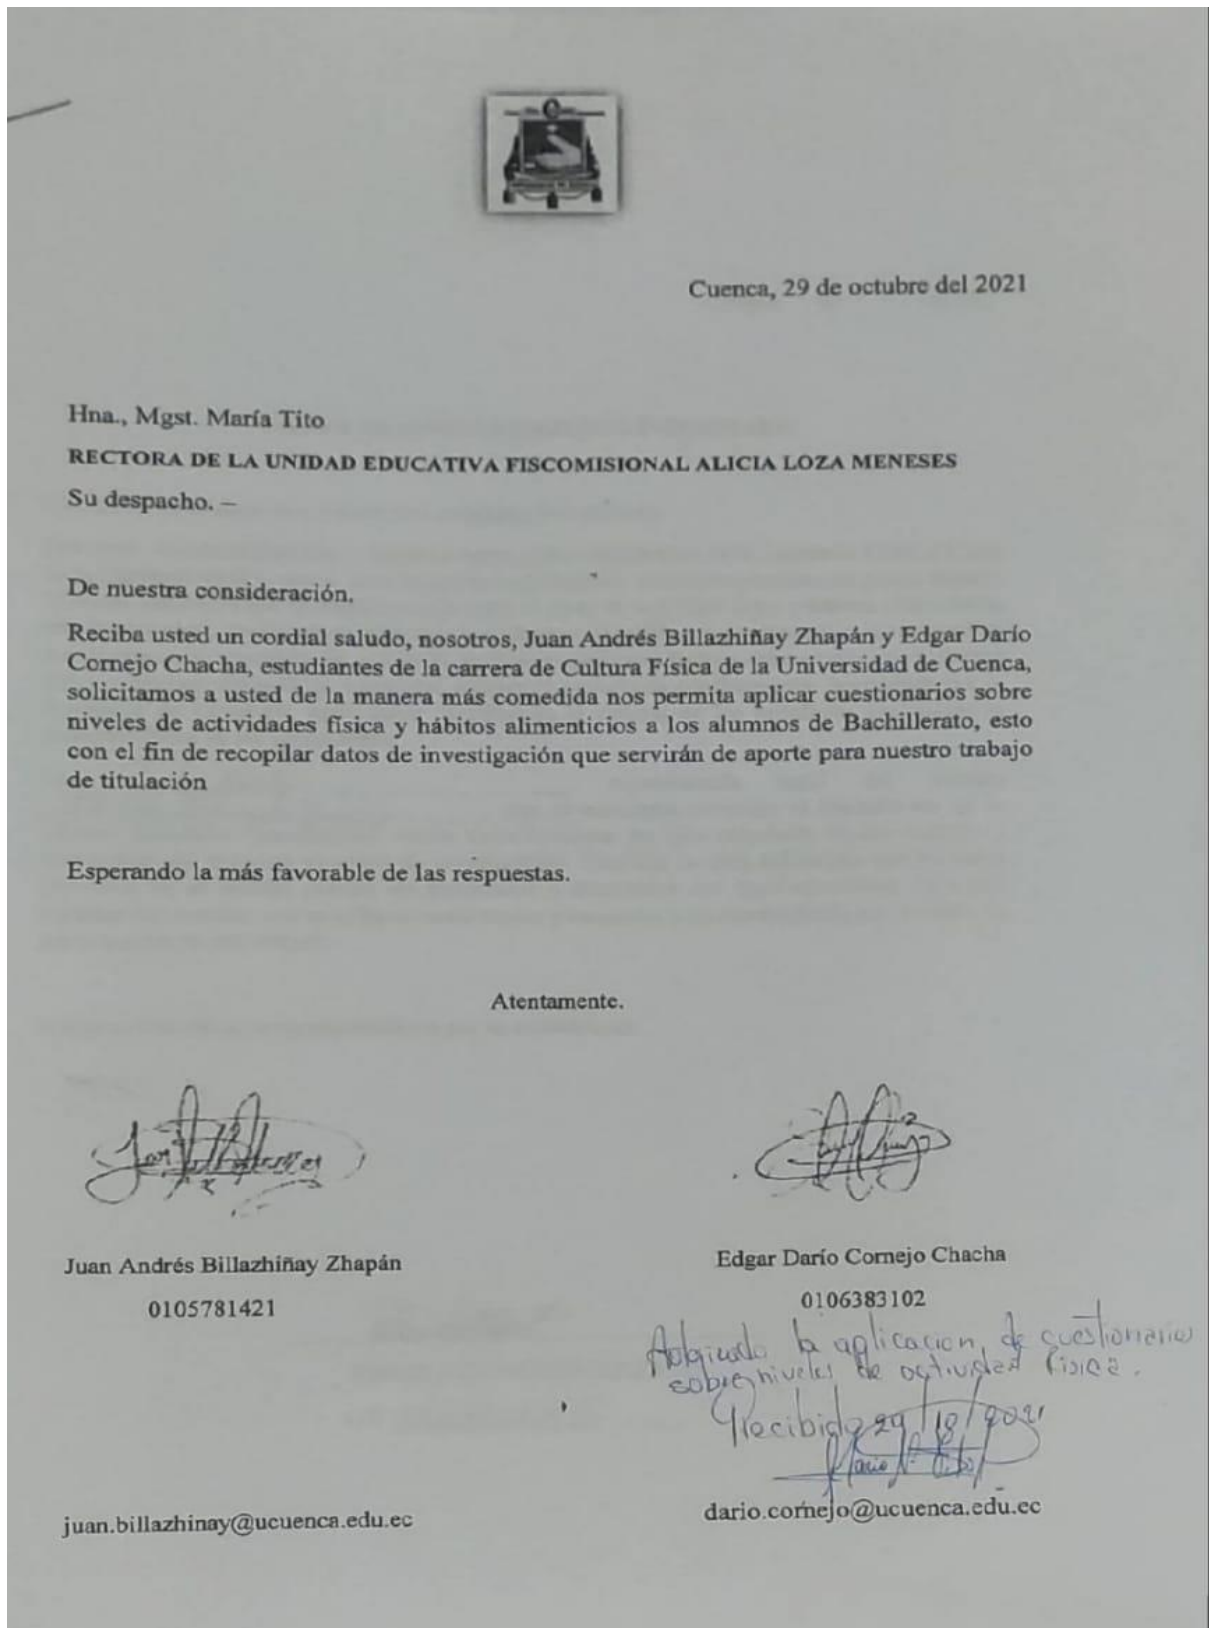 Cuenca, 29 de octubre del 2021
Hna., Mgst. María Tito
RECTORA DE LA UNIDAD EDUCATIVA FISCOMISIONAL ALICIA LOZA MENESES
Su despacho. –
De nuestra consideración.
Reciba usted un cordial saludo, nosotros, Juan Andrés Billazhiñay Zhapán y Edgar Darío
Cornejo Chacha, estudiantes de la carrera de Cultura Física de la Universidad de Cuenca,
solicitamos a usted de la manera más comedida nos permita aplicar cuestionarios sobre
niveles de actividades física y hábitos alimenticios a los alumnos de Bachillerato, esto
con el fin de recopilar datos de investigación que servirán de aporte para nuestro trabajo
de titulación
Esperando la más favorable de las respuestas.
Atentamente.
Juan Andrés Billazhiñay Zhapán
0105781421
Edgar Darío Cornejo Chacha
0106383102
la aplicacion de cuestionarios
sobre niveles de actividad física.
Recibido 29/ /2021
juan.billazhinay@ucuenca.edu.ec
dario.cornejo@ucuenca.edu.ec